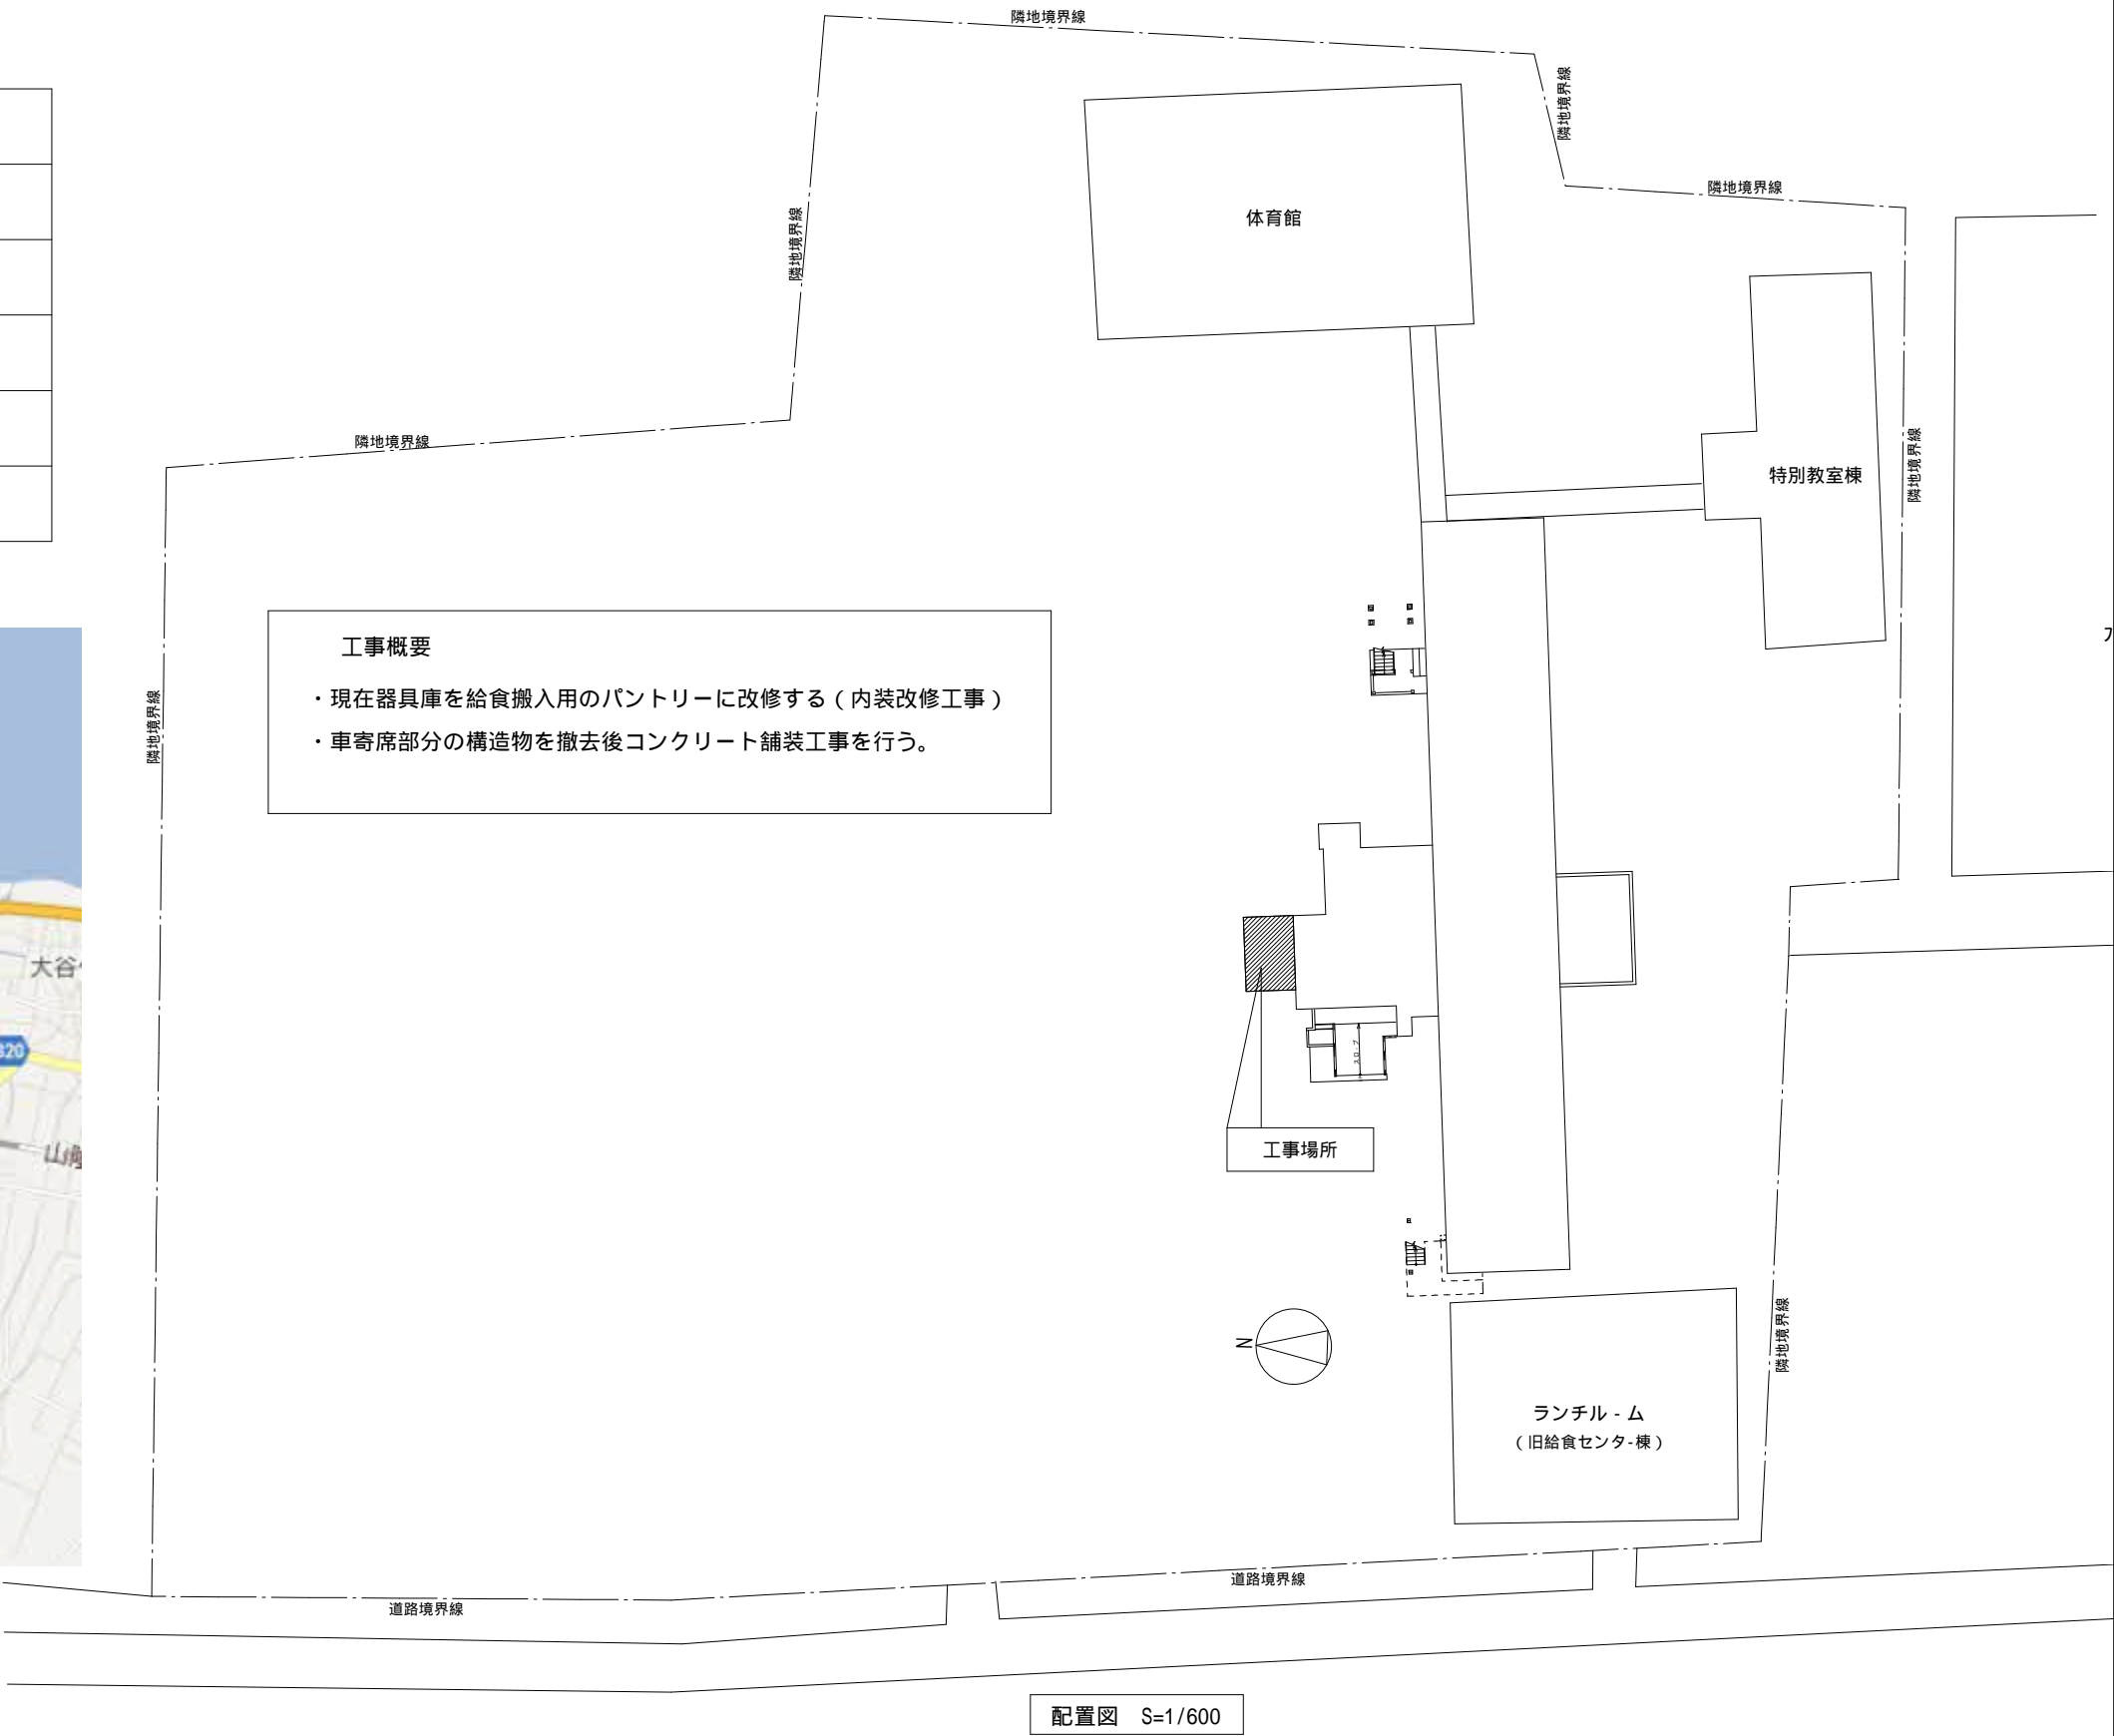 隣地境界線
隣地境界線
隣地境界線
体育館
隣地境界線
隣地境界線
隣地境界線
特別教室棟
工事概要
・現在器具庫を給食搬入用のパントリーに改修する（内装改修工事）
・車寄席部分の構造物を撤去後コンクリート舗装工事を行う。
隣地境界線
大谷
320
スロ-プ
山陰
工事場所
N
隣地境界線
ランチル-ム
（旧給食センタ-棟）
道路境界線
道路境界線
配置図 S=1/600